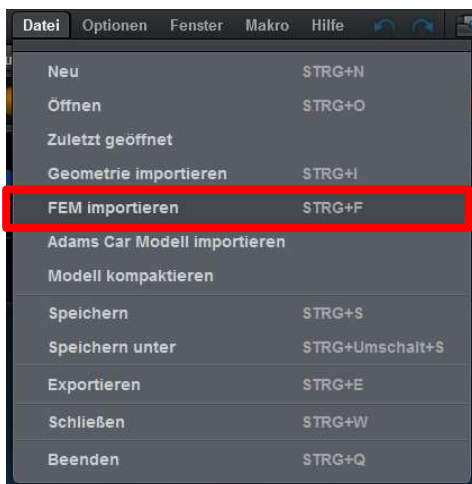 Datei Optionen Fenster Makro Hilfe
Neu STRG+N
Öffnen STRG+O
Zuletzt geöffnet
Geometrie importieren STRG+I
FEM importieren STRG+F
Adams Car Modell importieren
Modell kompaktieren
Speichern STRG+S
Speichern unter STRG+Umschalt+S
Exportieren STRG+E
Schließen STRG+W
Beenden STRG+Q